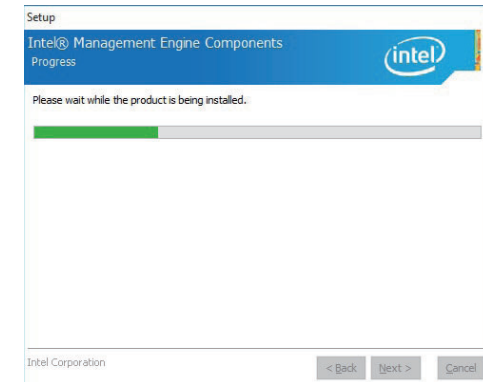 Setup
Intel® Management Engine Components
Progress
intel
Please wait while the product is being installed.
Intel Corporation
< Back
Next >
Cancel